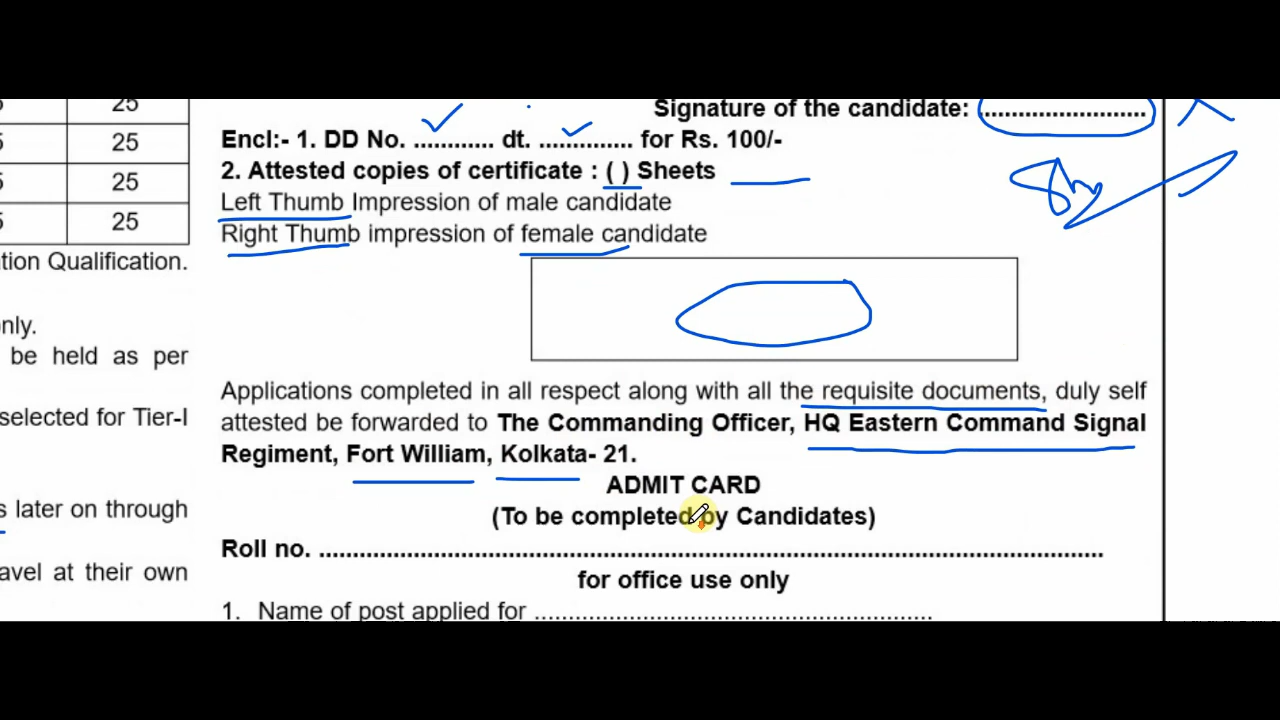 5 25
5 25
5 25
5 25
tion Qualification.
nly.
be held as per
selected for Tier-I
s later on through
avel at their own
Signature of the candidate: ........................
Encl:- 1. DD No. ............ dt. .............. for Rs. 100/-
2. Attested copies of certificate : ( ) Sheets
Left Thumb Impression of male candidate
Right Thumb impression of female candidate
Applications completed in all respect along with all the requisite documents, duly self
attested be forwarded to The Commanding Officer, HQ Eastern Command Signal
Regiment, Fort William, Kolkata- 21.
ADMIT CARD
(To be completed by Candidates)
Roll no. ....................................................................................................................
for office use only
1. Name of post applied for ..........................................................